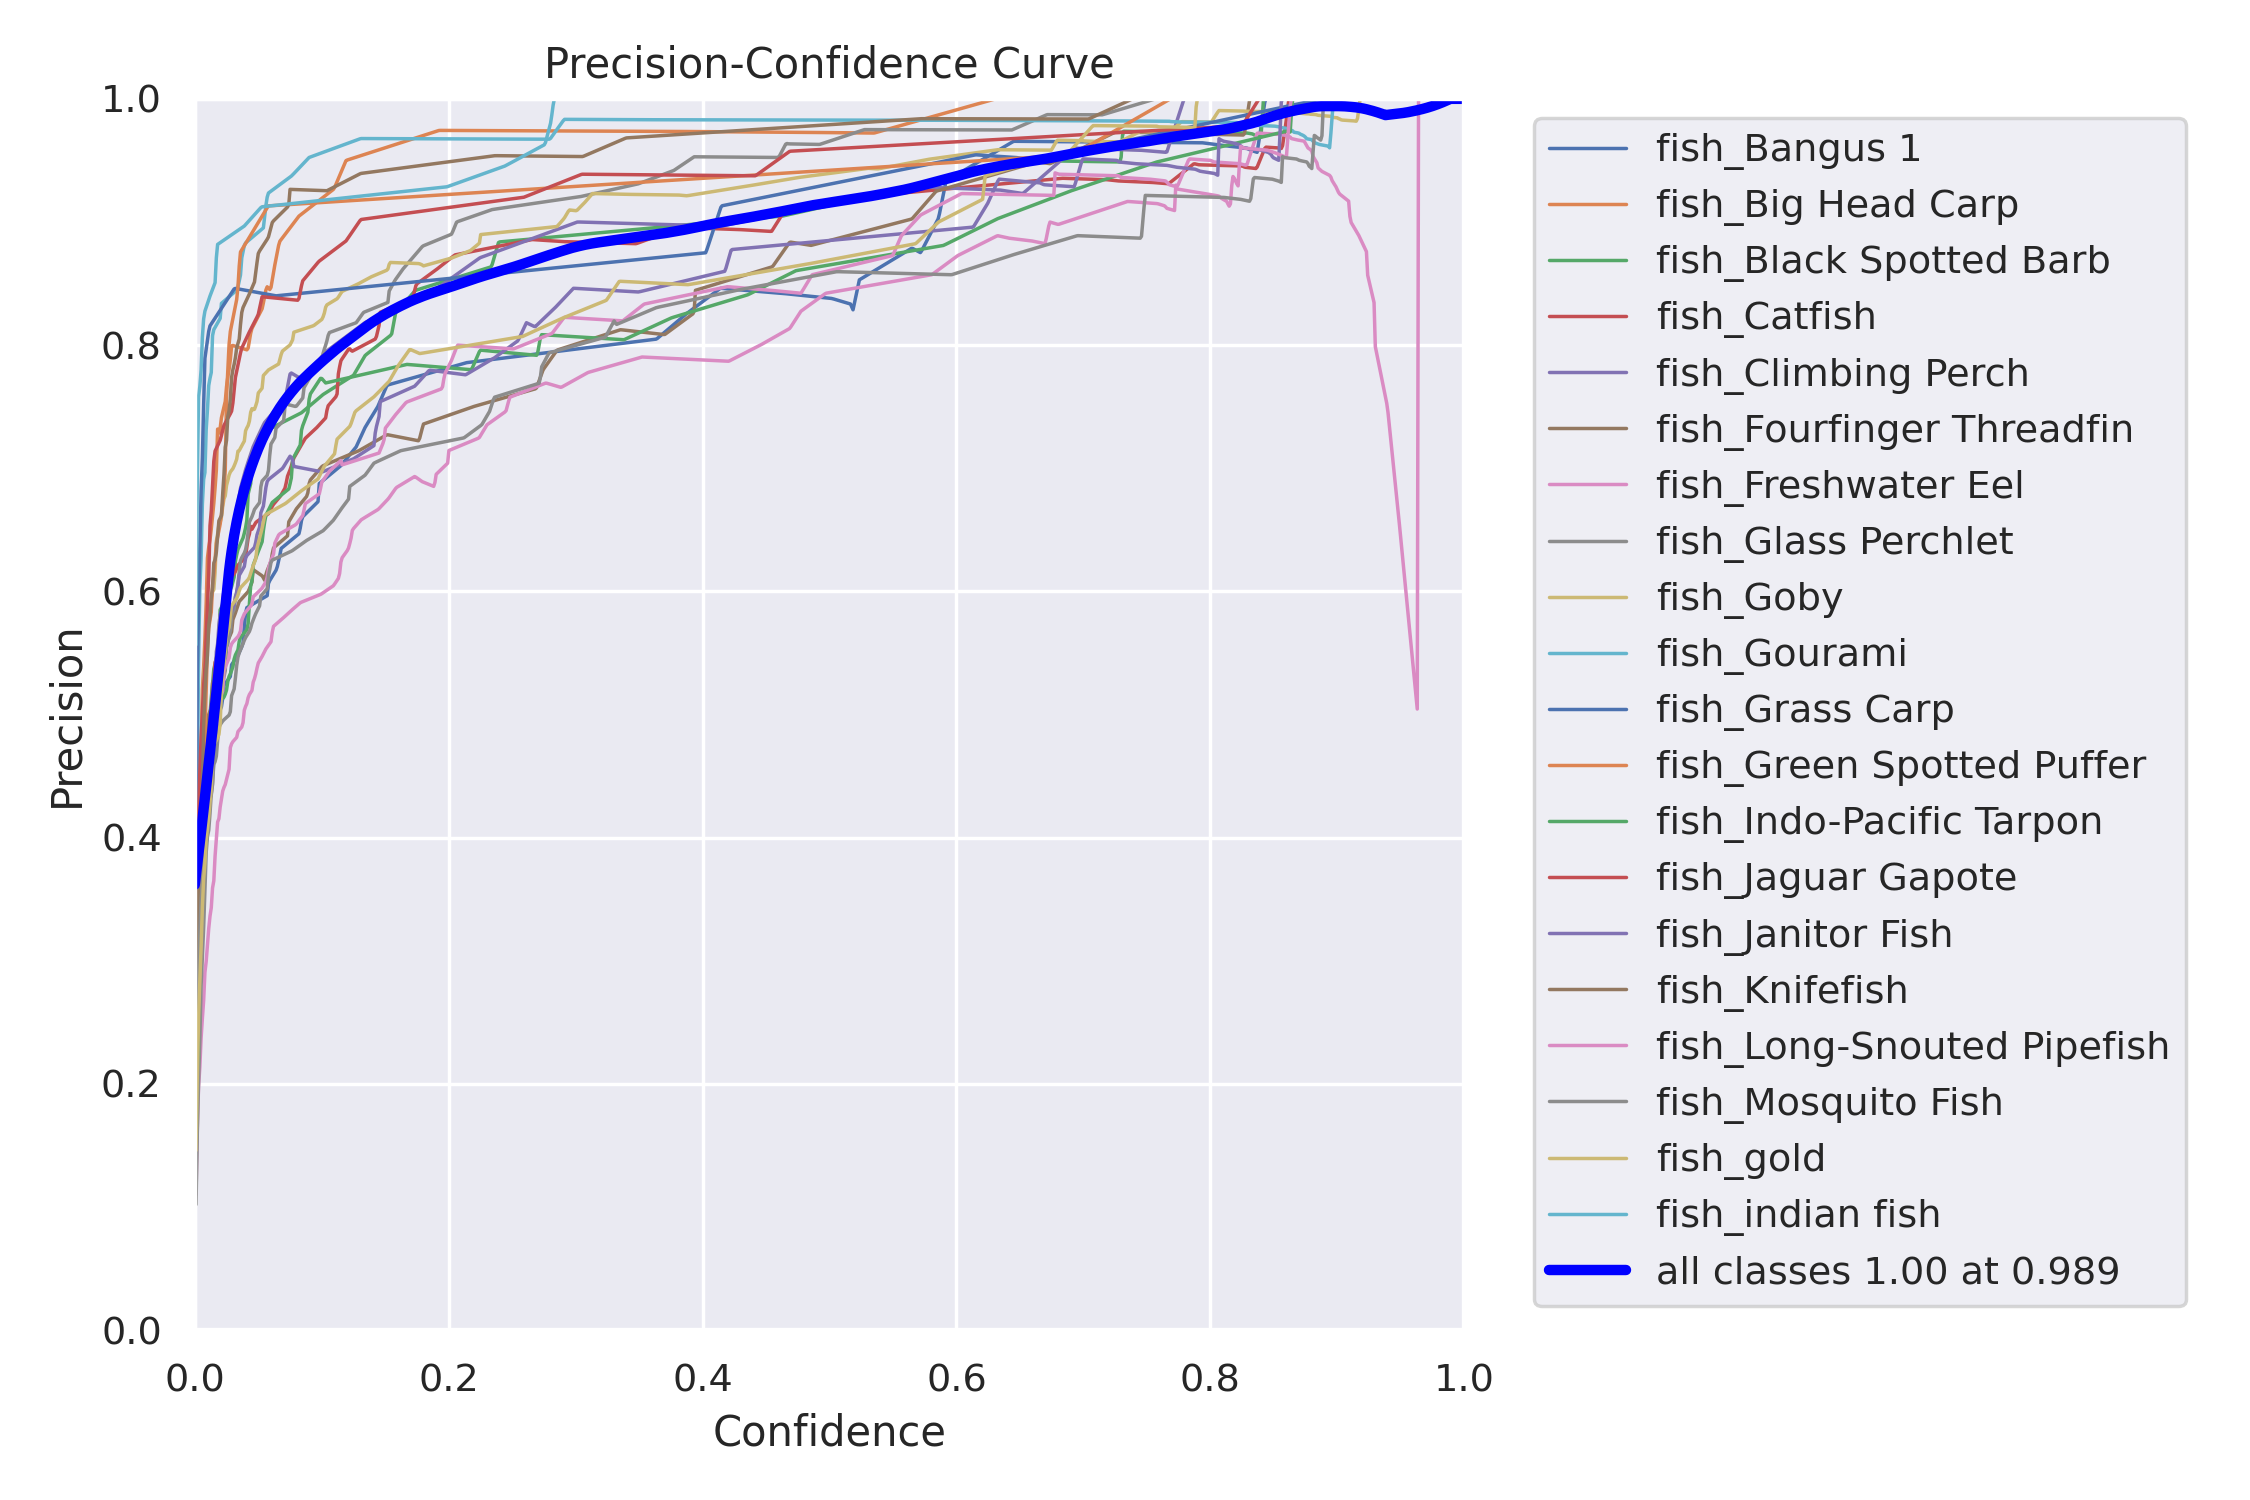 Precision-Confidence Curve
1.0
0.8
0.6
0.4
0.2
0.0
Precision
0.0 0.2 0.4 0.6 0.8 1.0
Confidence
fish_Bangus 1
fish_Big Head Carp
fish_Black Spotted Barb
fish_Catfish
fish_Climbing Perch
fish_Fourfinger Threadfin
fish_Freshwater Eel
fish_Glass Perchlet
fish_Goby
fish_Gourami
fish_Grass Carp
fish_Green Spotted Puffer
fish_Indo-Pacific Tarpon
fish_Jaguar Gapote
fish_Janitor Fish
fish_Knifefish
fish_Long-Snouted Pipefish
fish_Mosquito Fish
fish_gold
fish_indian fish
all classes 1.00 at 0.989